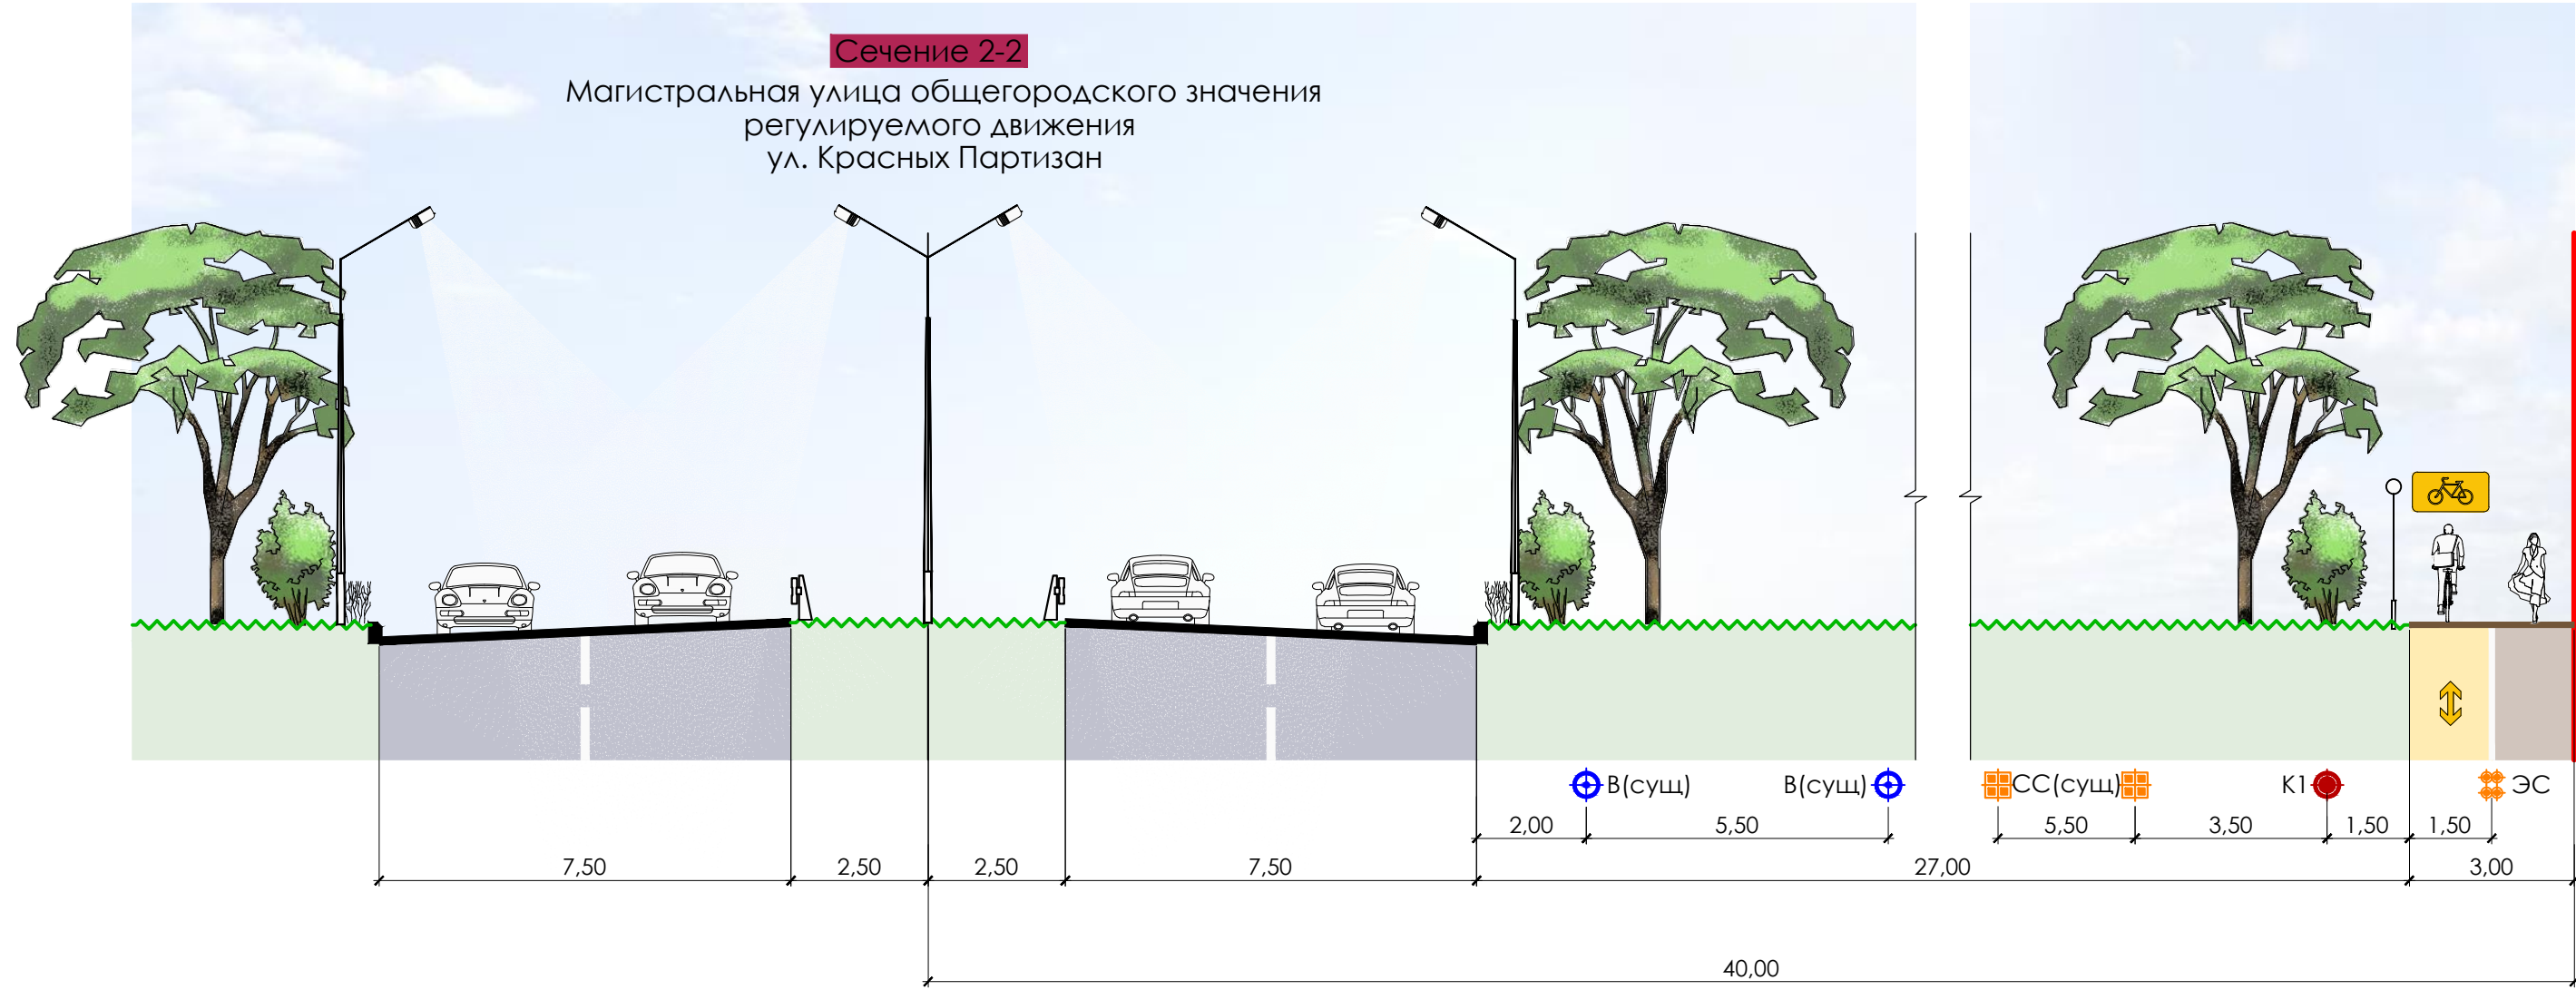 Сечение 2-2
Магистральная улица общегородского значения
регулируемого движения
ул. Красных Партизан
В(сущ) В(сущ) СС(сущ) К1 ЭС
2,00 5,50 5,50 3,50 1,50 1,50
7,50 2,50 2,50 7,50 27,00 3,00
40,00